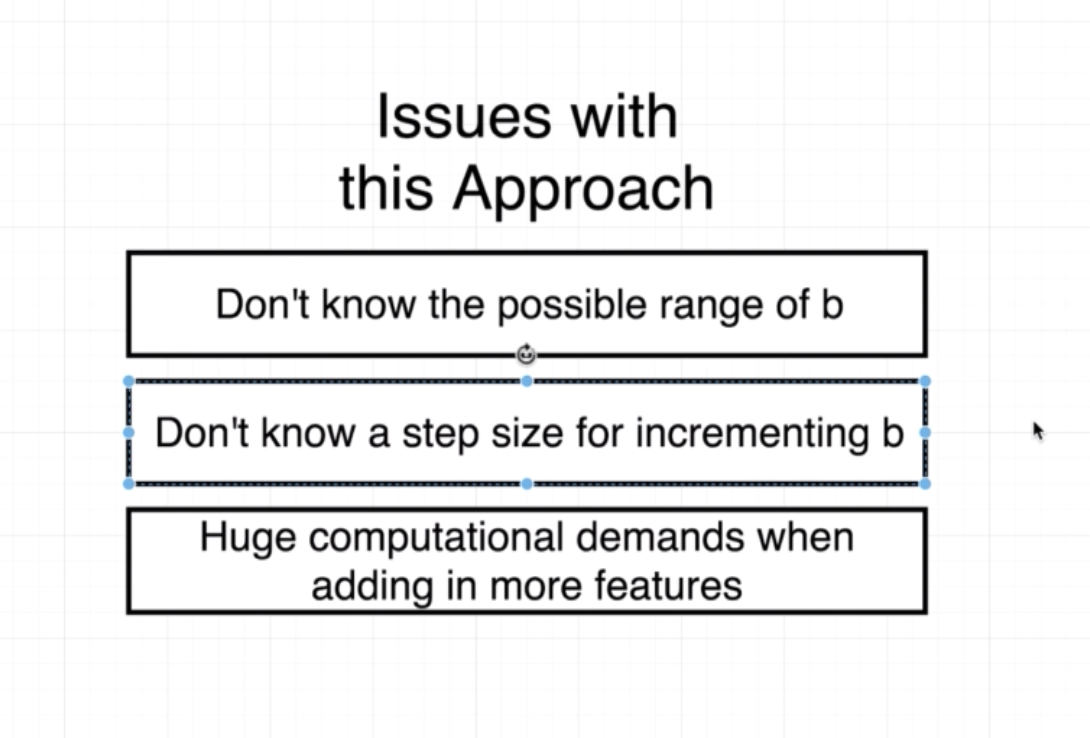 Issues with
this Approach
Don't know the possible range of b
Don't know a step size for incrementing b
Huge computational demands when
adding in more features